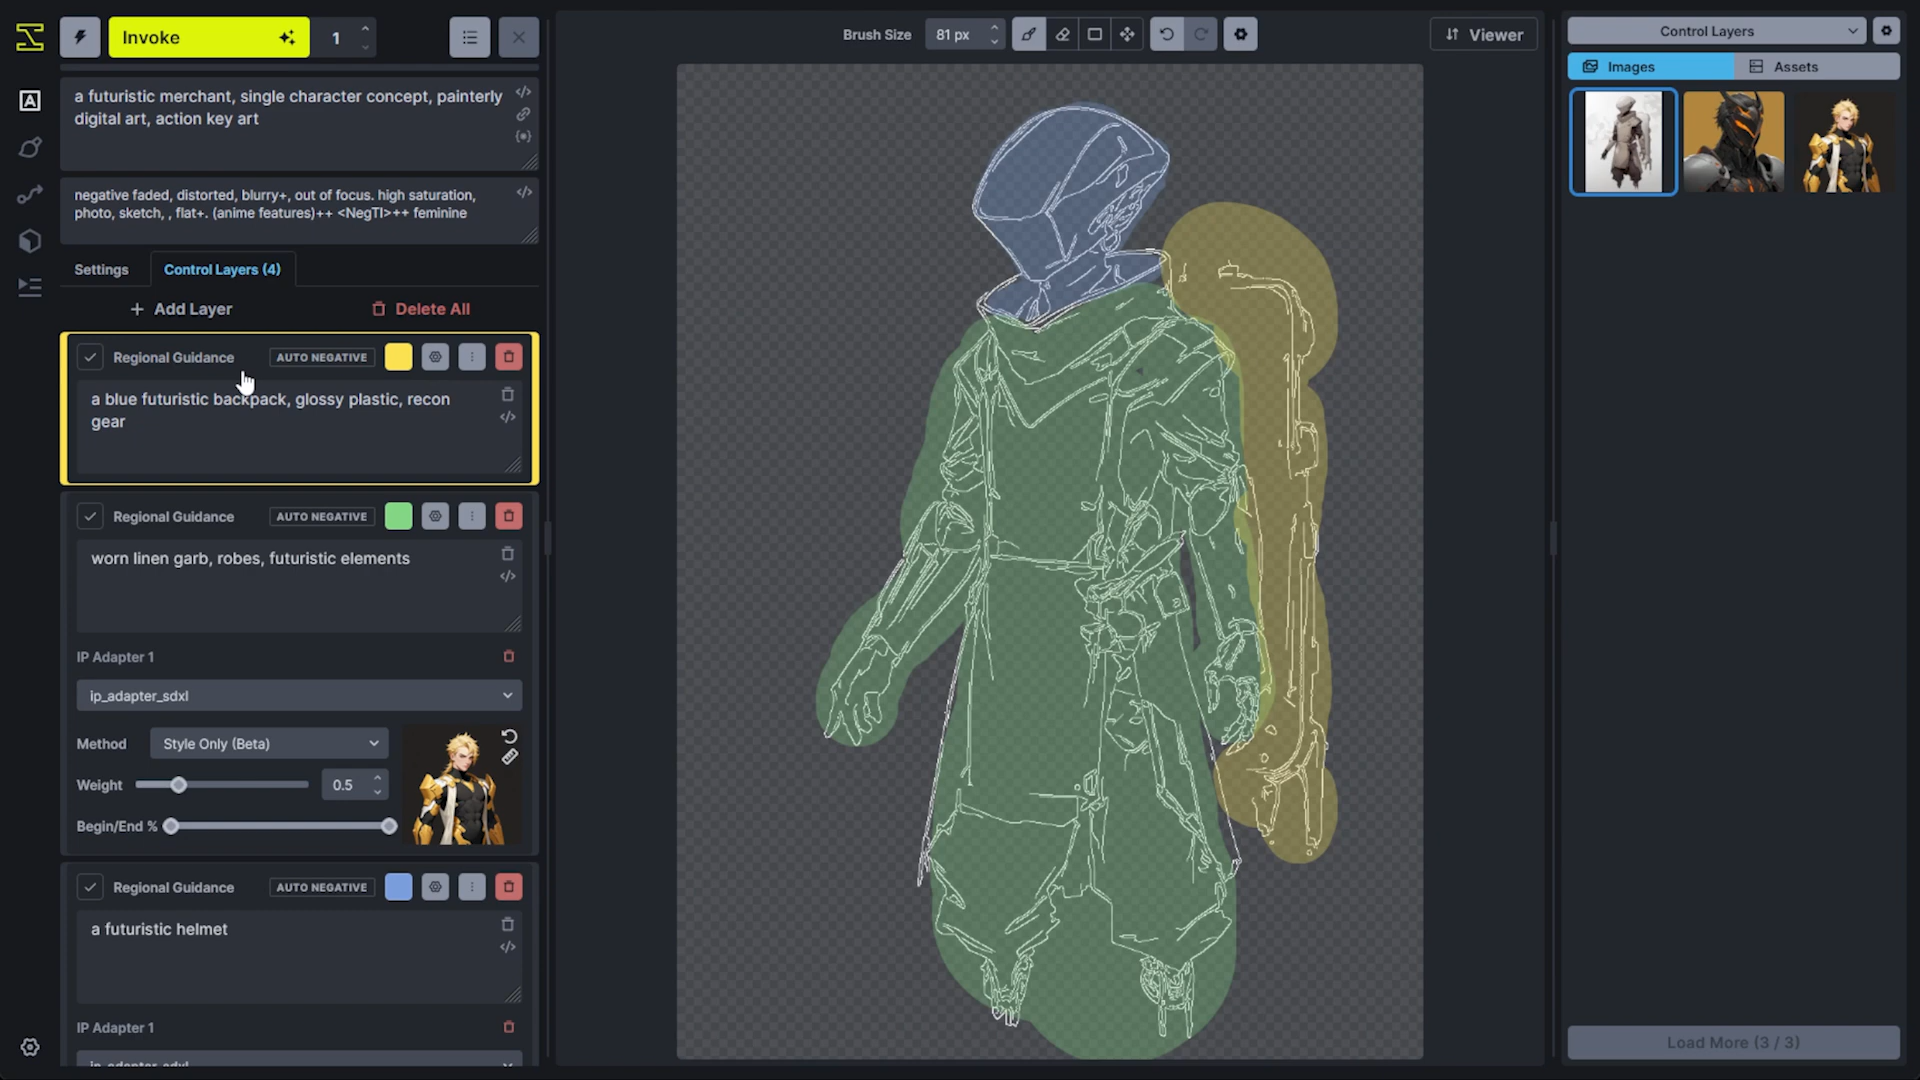 Invoke
1
Brush Size
81 px
Viewer
Control Layers
Images
Assets
a futuristic merchant, single character concept, painterly
digital art, action key art
negative faded, distorted, blurry+, out of focus. high saturation,
photo, sketch, , flat+. (anime features)++ <NegTI>++ feminine
Settings
Control Layers (4)
+ Add Layer
Delete All
Regional Guidance
AUTO NEGATIVE
a blue futuristic backpack, glossy plastic, recon
gear
Regional Guidance
AUTO NEGATIVE
worn linen garb, robes, futuristic elements
IP Adapter 1
ip_adapter_sdxl
Method
Style Only (Beta)
Weight
0.5
Begin/End %
Regional Guidance
AUTO NEGATIVE
a futuristic helmet
IP Adapter 1
Load More (3 / 3)